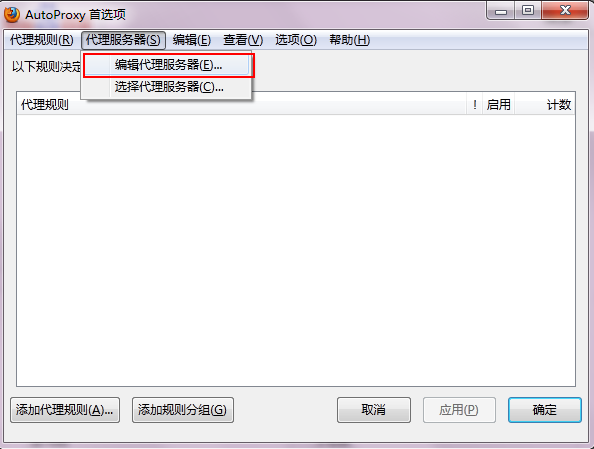 AutoProxy 首选项
代理规则(R) 代理服务器(S) 编辑(E) 查看(V) 选项(O) 帮助(H)
编辑代理服务器(E)...
以下规则决定
选择代理服务器(C)...
代理规则 ! 启用 计数
添加代理规则(A)... 添加规则分组(G) 取消 应用(P) 确定